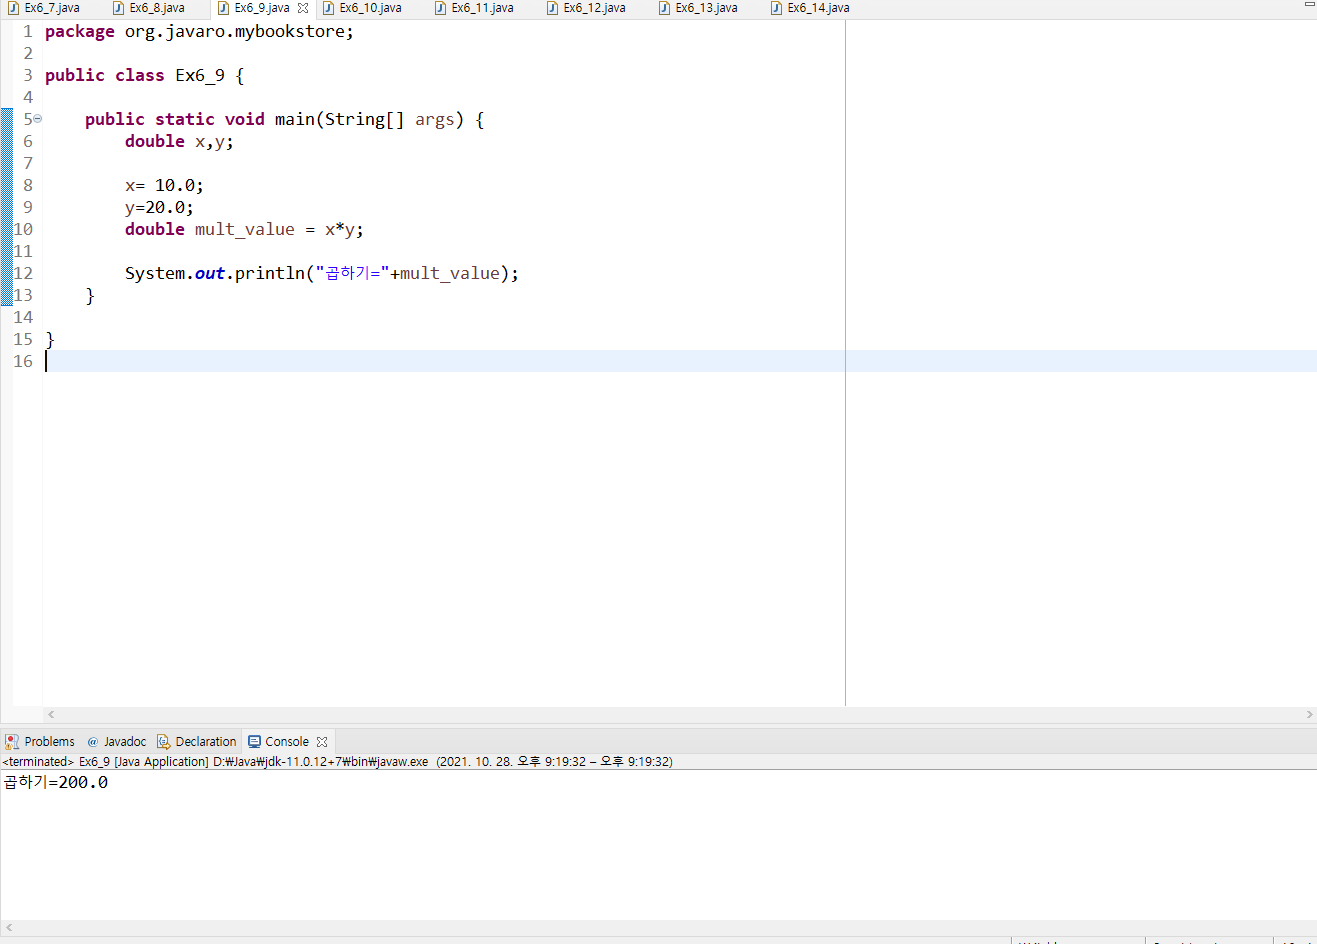 Ex6_7.java Ex6_8.java Ex6_9.java Ex6_10.java Ex6_11.java Ex6_12.java Ex6_13.java Ex6_14.java
1 package org.javaro.mybookstore;
2
3 public class Ex6_9 {
4
5 public static void main(String[] args) {
6 double x,y;
7
8 x= 10.0;
9 y=20.0;
10 double mult_value = x*y;
11
12 System.out.println("곱하기="+mult_value);
13 }
14
15 }
16
Problems @ Javadoc Declaration Console
<terminated> Ex6_9 [Java Application] D:₩Java₩jdk-11.0.12+7₩bin₩javaw.exe (2021. 10. 28. 오후 9:19:32 – 오후 9:19:32)
곱하기=200.0